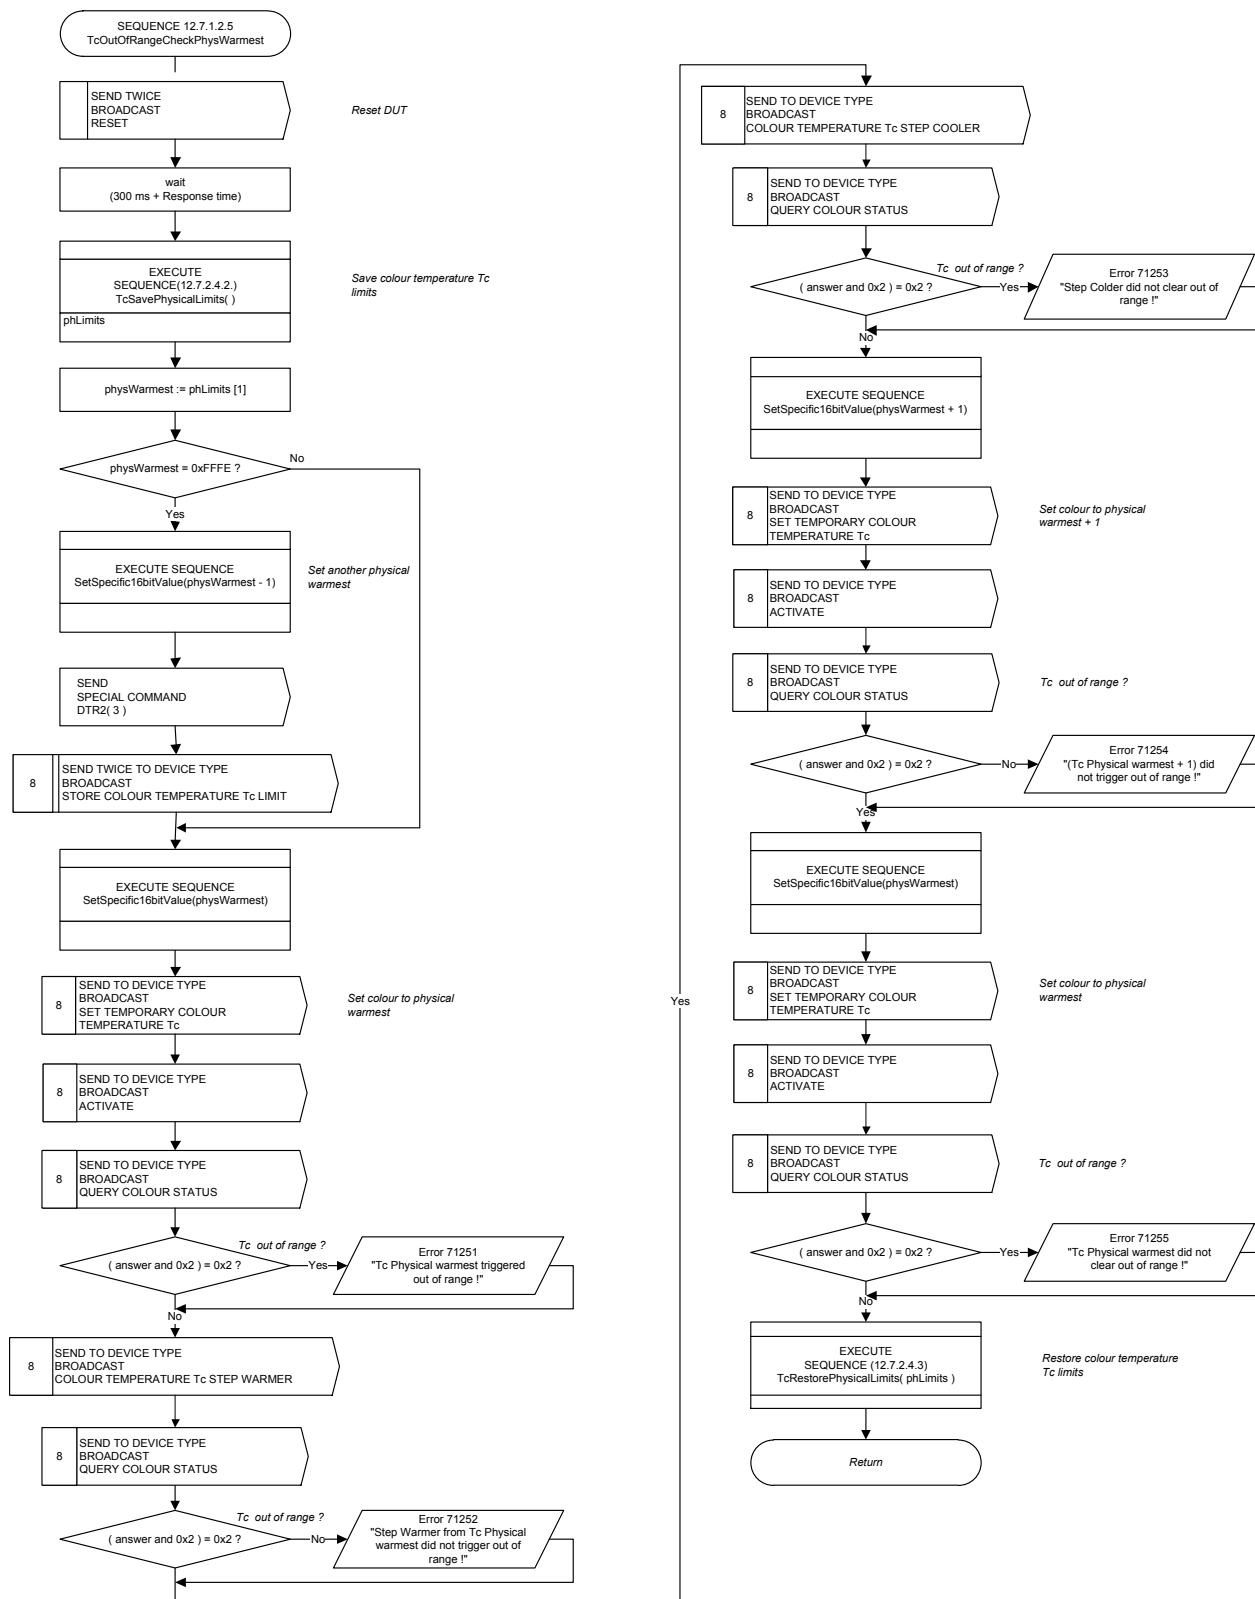 SEQUENCE 12.7.1.2.5
TcOutOfRangeCheckPhysWarmest
SEND TWICE
BROADCAST
RESET
Reset DUT
wait
(300 ms + Response time)
EXECUTE
SEQUENCE(12.7.2.4.2.)
TcSavePhysicalLimits( )
phLimits
Save colour temperature Tc
limits
physWarmest := phLimits [1]
physWarmest = 0xFFFE ?
No
Yes
EXECUTE SEQUENCE
SetSpecific16bitValue(physWarmest - 1)
Set another physical
warmest
SEND
SPECIAL COMMAND
DTR2( 3 )
8
SEND TWICE TO DEVICE TYPE
BROADCAST
STORE COLOUR TEMPERATURE Tc LIMIT
EXECUTE SEQUENCE
SetSpecific16bitValue(physWarmest)
8
SEND TO DEVICE TYPE
BROADCAST
SET TEMPORARY COLOUR
TEMPERATURE Tc
Set colour to physical
warmest
8
SEND TO DEVICE TYPE
BROADCAST
ACTIVATE
8
SEND TO DEVICE TYPE
BROADCAST
QUERY COLOUR STATUS
Tc out of range ?
( answer and 0x2 ) = 0x2 ?
Yes
Error 71251
"Tc Physical warmest triggered
out of range !"
No
8
SEND TO DEVICE TYPE
BROADCAST
COLOUR TEMPERATURE Tc STEP WARMER
8
SEND TO DEVICE TYPE
BROADCAST
QUERY COLOUR STATUS
Tc out of range ?
( answer and 0x2 ) = 0x2 ?
No
Error 71252
"Step Warmer from Tc Physical
warmest did not trigger out of
range !"
Yes
8
SEND TO DEVICE TYPE
BROADCAST
COLOUR TEMPERATURE Tc STEP COOLER
8
SEND TO DEVICE TYPE
BROADCAST
QUERY COLOUR STATUS
Tc out of range ?
( answer and 0x2 ) = 0x2 ?
Yes
Error 71253
"Step Colder did not clear out of
range !"
No
EXECUTE SEQUENCE
SetSpecific16bitValue(physWarmest + 1)
8
SEND TO DEVICE TYPE
BROADCAST
SET TEMPORARY COLOUR
TEMPERATURE Tc
Set colour to physical
warmest + 1
8
SEND TO DEVICE TYPE
BROADCAST
ACTIVATE
8
SEND TO DEVICE TYPE
BROADCAST
QUERY COLOUR STATUS
Tc out of range ?
( answer and 0x2 ) = 0x2 ?
No
Error 71254
"(Tc Physical warmest + 1) did
not trigger out of range !"
Yes
EXECUTE SEQUENCE
SetSpecific16bitValue(physWarmest)
8
SEND TO DEVICE TYPE
BROADCAST
SET TEMPORARY COLOUR
TEMPERATURE Tc
Set colour to physical
warmest
8
SEND TO DEVICE TYPE
BROADCAST
ACTIVATE
8
SEND TO DEVICE TYPE
BROADCAST
QUERY COLOUR STATUS
Tc out of range ?
( answer and 0x2 ) = 0x2 ?
Yes
Error 71255
"Tc Physical warmest did not
clear out of range !"
No
EXECUTE
SEQUENCE (12.7.2.4.3)
TcRestorePhysicalLimits( phLimits )
Restore colour temperature
Tc limits
Return